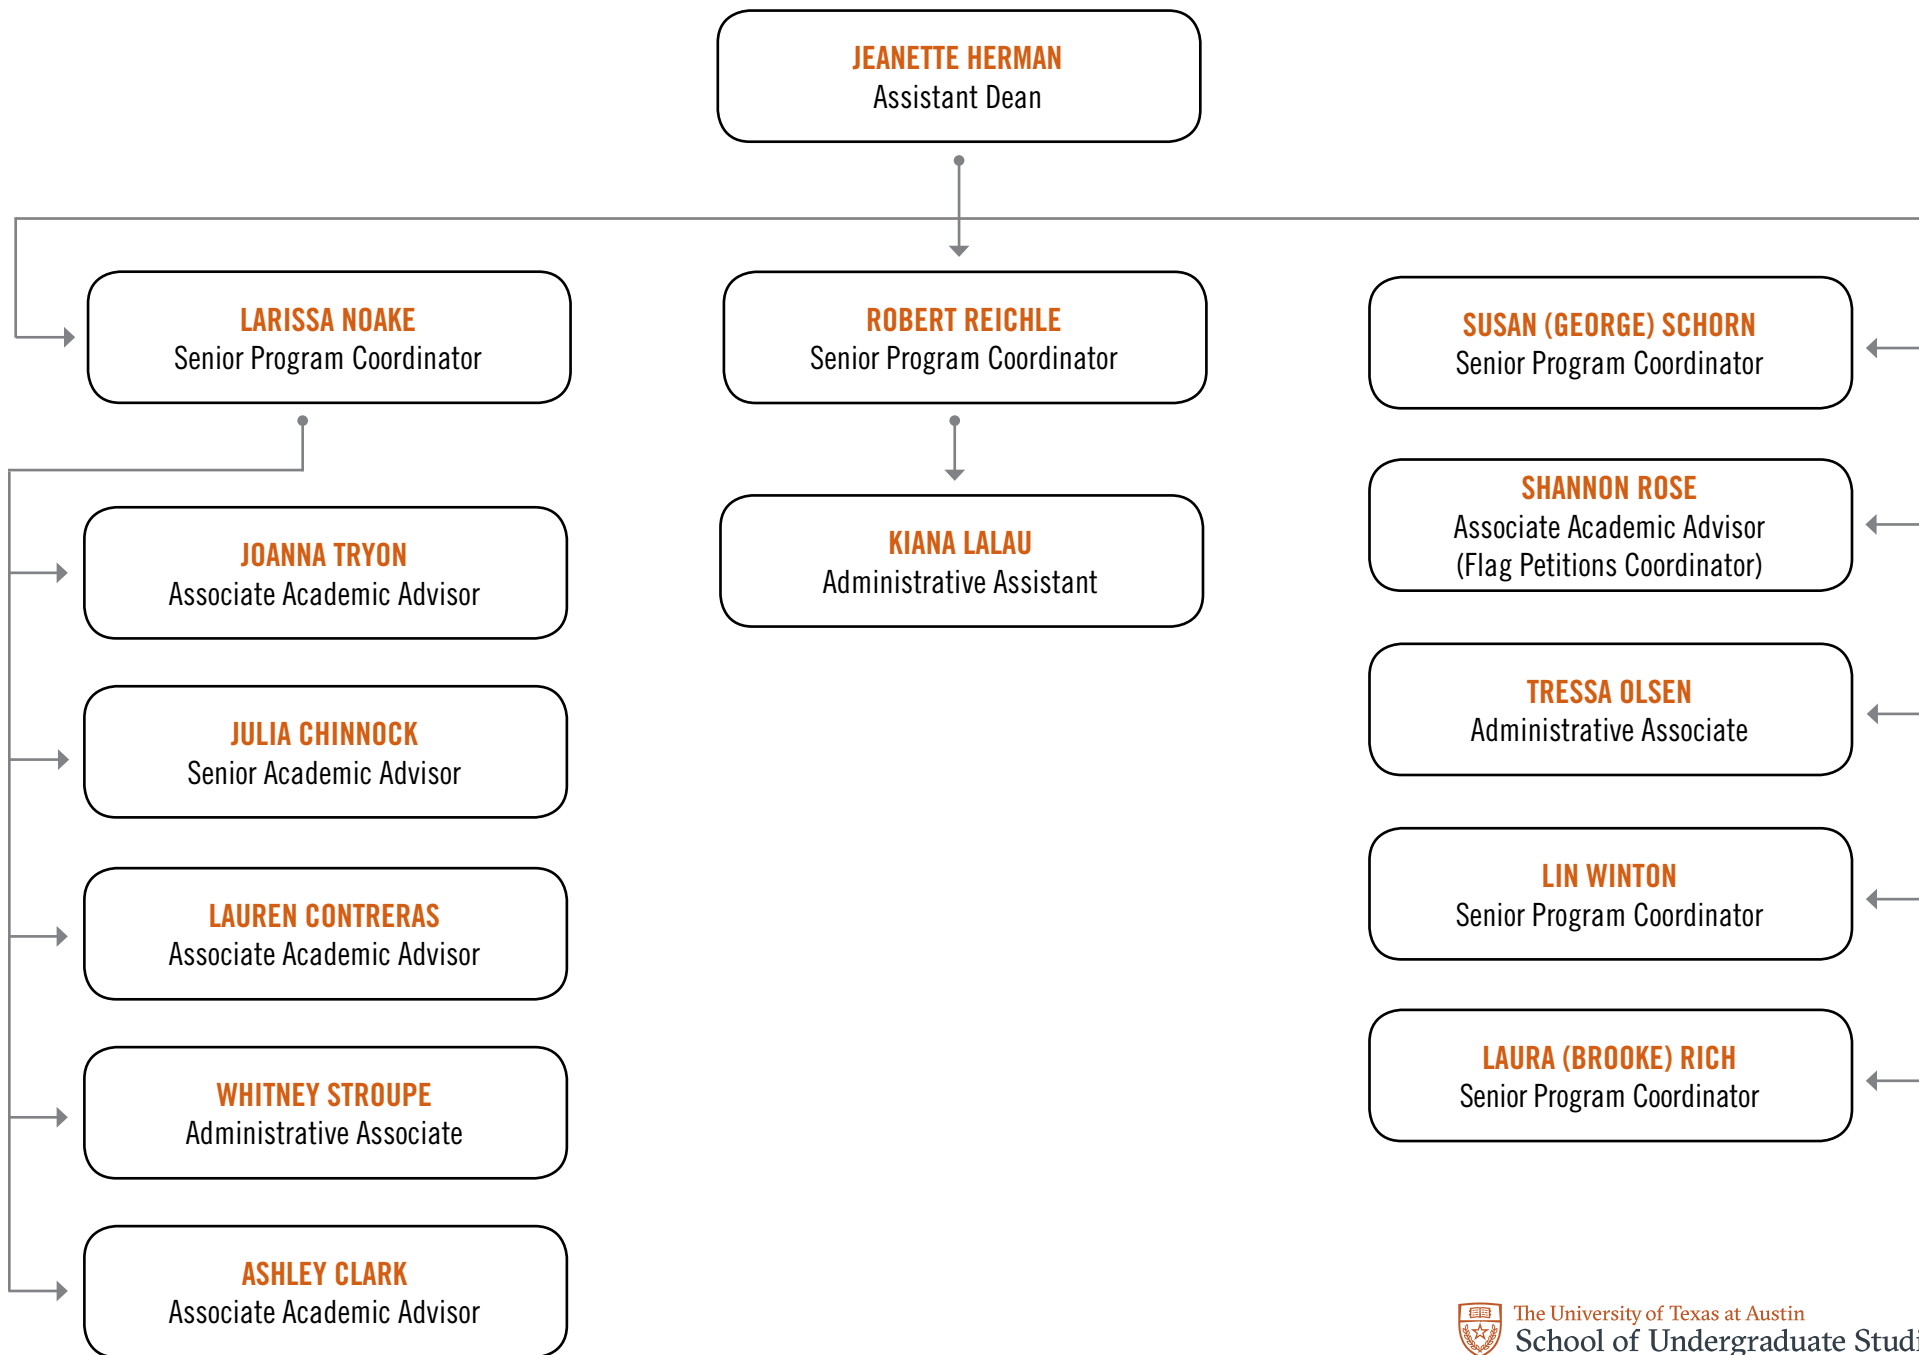 JEANETTE HERMAN
Assistant Dean
LARISSA NOAKE
Senior Program Coordinator
JOANNA TRYON
Associate Academic Advisor
JULIA CHINNOCK
Senior Academic Advisor
LAUREN CONTRERAS
Associate Academic Advisor
WHITNEY STROUPE
Administrative Associate
ASHLEY CLARK
Associate Academic Advisor
ROBERT REICHLE
Senior Program Coordinator
KIANA LALAU
Administrative Assistant
SUSAN (GEORGE) SCHORN
Senior Program Coordinator
SHANNON ROSE
Associate Academic Advisor
(Flag Petitions Coordinator)
TRESSA OLSEN
Administrative Associate
LIN WINTON
Senior Program Coordinator
LAURA (BROOKE) RICH
Senior Program Coordinator
The University of Texas at Austin
School of Undergraduate Studi